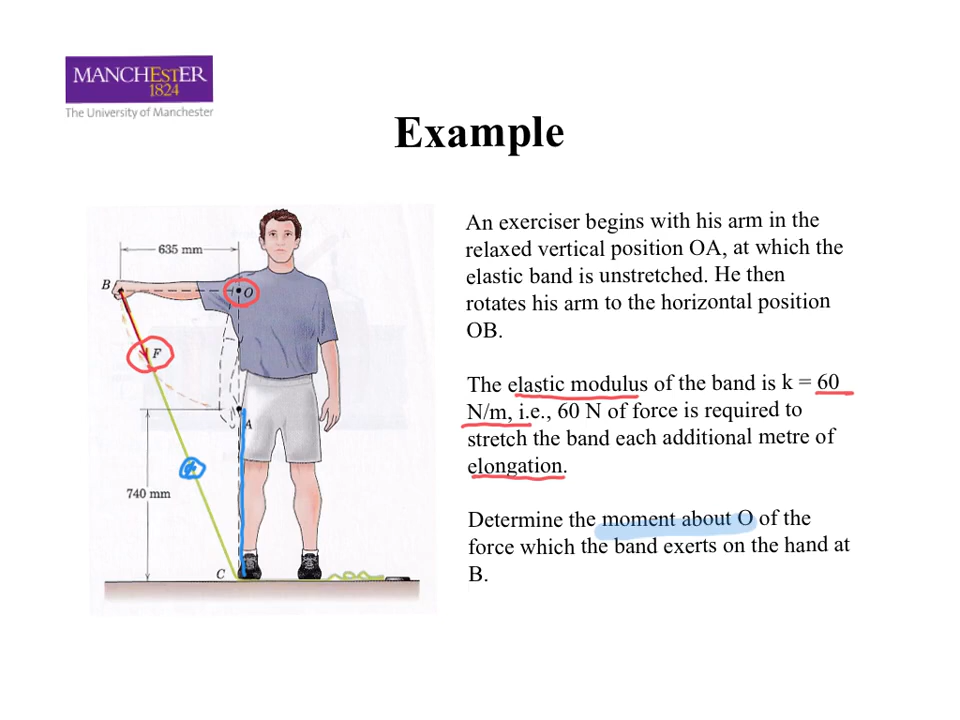 MANCHESTER
1824
The University of Manchester
Example
An exerciser begins with his arm in the
relaxed vertical position OA, at which the
elastic band is unstretched. He then
rotates his arm to the horizontal position
OB.
The elastic modulus of the band is k = 60
N/m, i.e., 60 N of force is required to
stretch the band each additional metre of
elongation.
Determine the moment about O of the
force which the band exerts on the hand at
B.
635 mm
B
O
F
A
740 mm
C